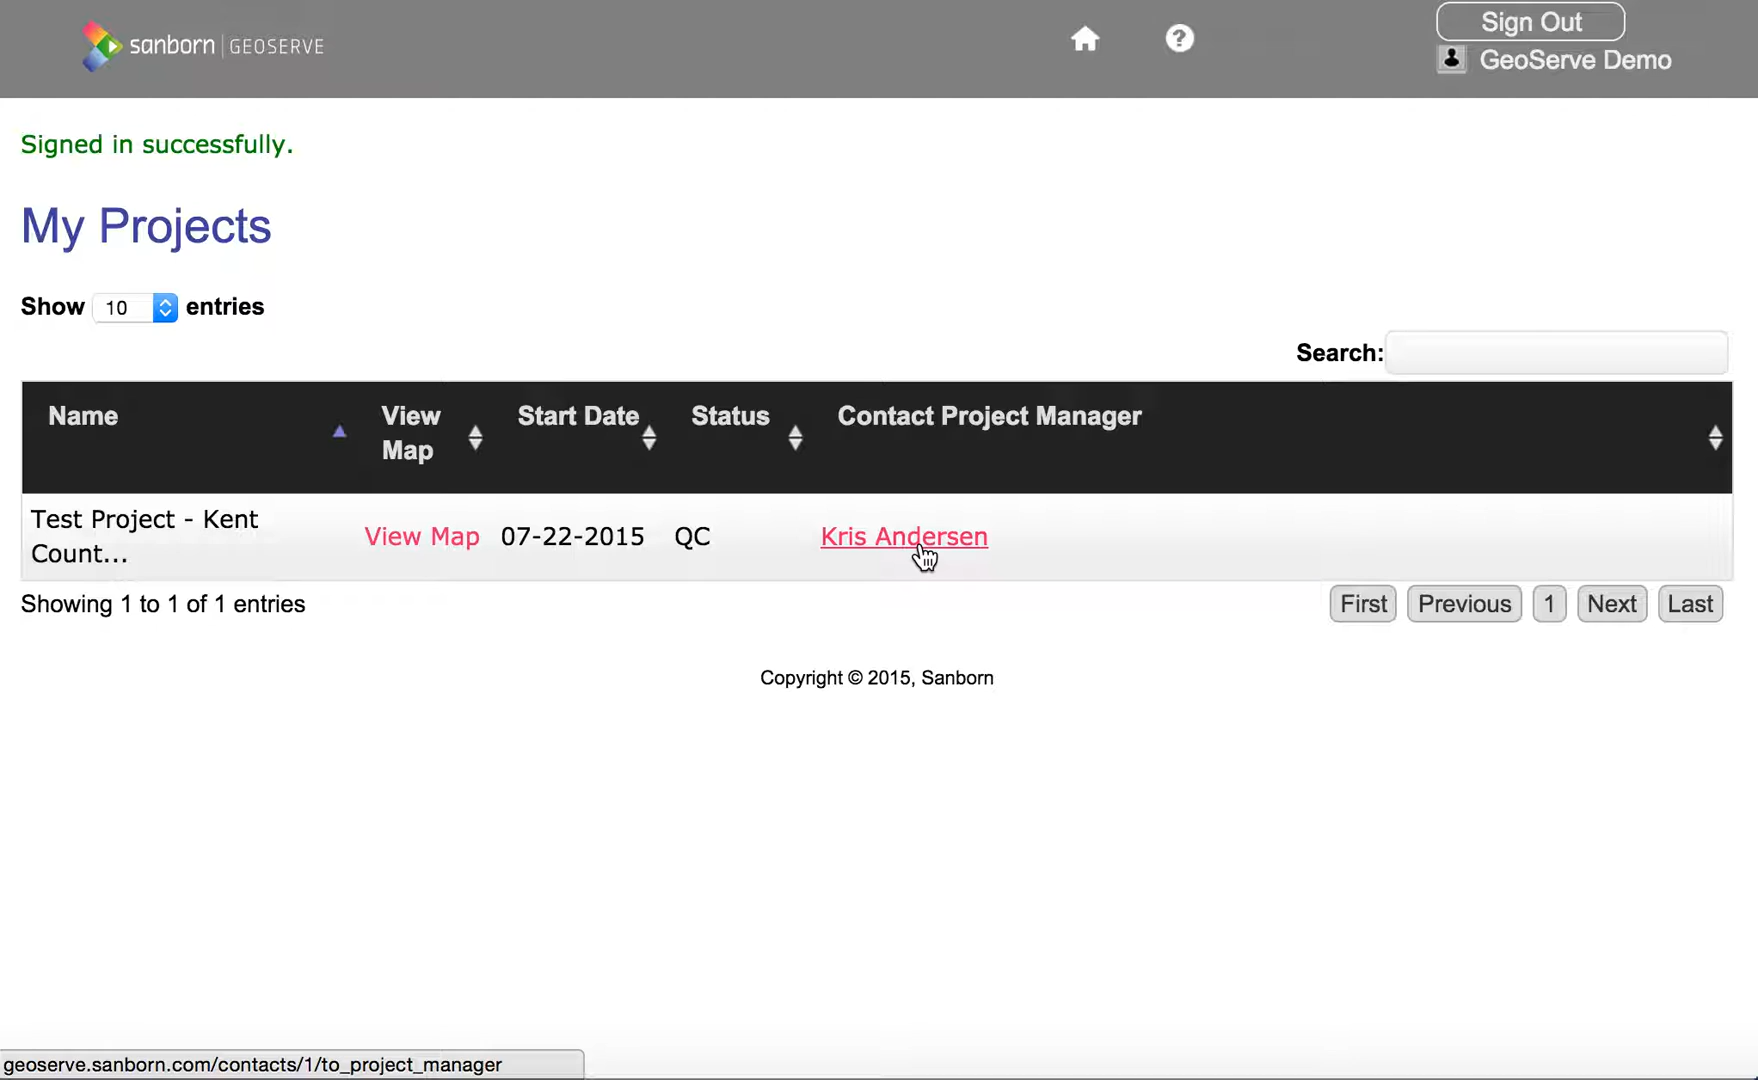 sanborn | GEOSERVE
?
Sign Out
GeoServe Demo
Signed in successfully.
My Projects
Show 10 entries
Search:
Name
View
Map
Start Date
Status
Contact Project Manager
Test Project - Kent
Count...
View Map
07-22-2015
QC
Kris Andersen
Showing 1 to 1 of 1 entries
First
Previous
1
Next
Last
Copyright © 2015, Sanborn
geoserve.sanborn.com/contacts/1/to_project_manager